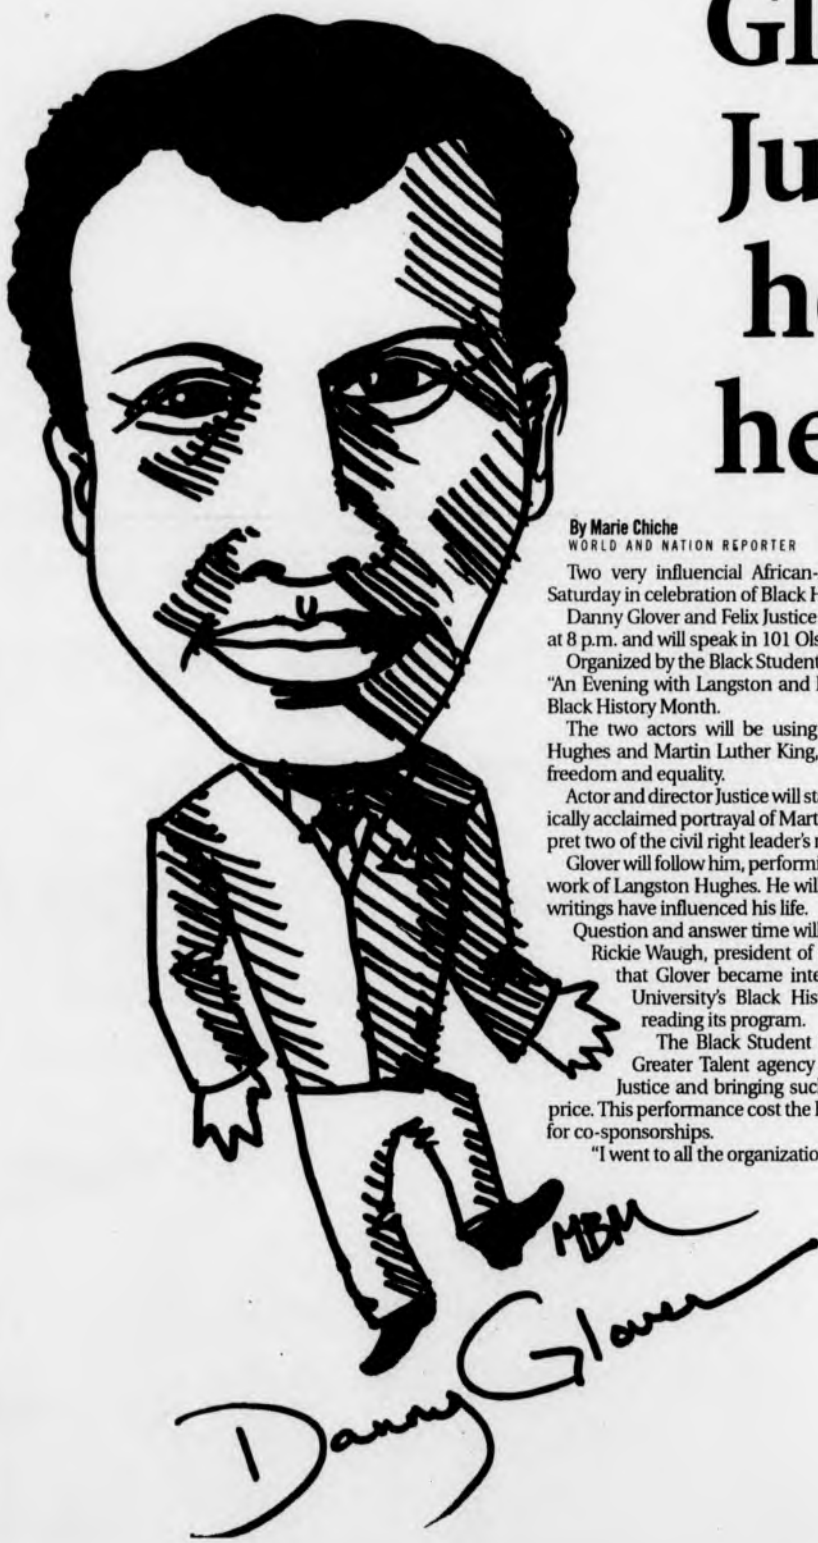 Gl
Ju
he
By Marie Chiche
WORLD AND NATION REPORTER
Two very influencial African-
Saturday in celebration of Black H
Danny Glover and Felix Justice
at 8 p.m. and will speak in 101 Ols
Organized by the Black Student
"An Evening with Langston and
Black History Month.
The two actors will be using
Hughes and Martin Luther King,
freedom and equality.
Actor and director Justice will st
ically acclaimed portrayal of Mart
pret two of the civil right leader's
Glover will follow him, performi
work of Langston Hughes. He wil
writings have influenced his life.
Question and answer time will
Rickie Waugh, president of
that Glover became inte
University's Black His
reading its program.
The Black Student
Greater Talent agency
Justice and bringing suc
price. This performance cost the
for co-sponsorships.
"I went to all the organizatio
MBM
Danny Glover